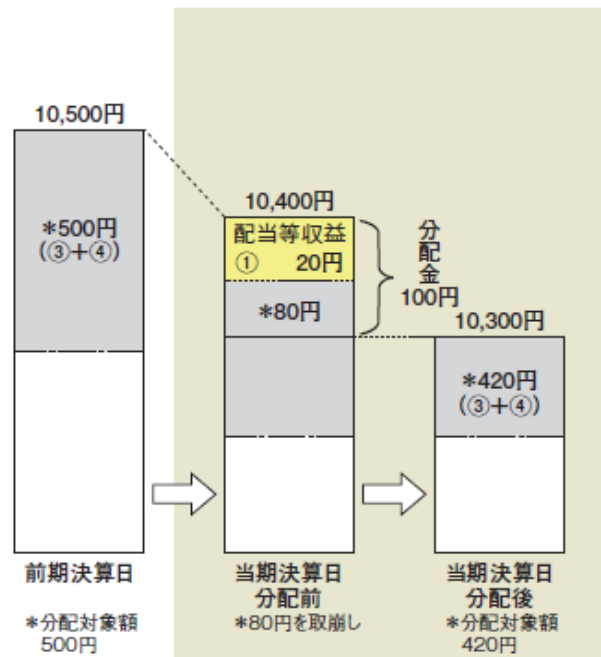 10,500円
*500円
(③+④)
10,400円
配当等収益
① 20円
*80円
分配金
100円
10,300円
*420円
(③+④)
前期決算日
*分配対象額
500円
当期決算日
分配前
*80円を取崩し
当期決算日
分配後
*分配対象額
420円